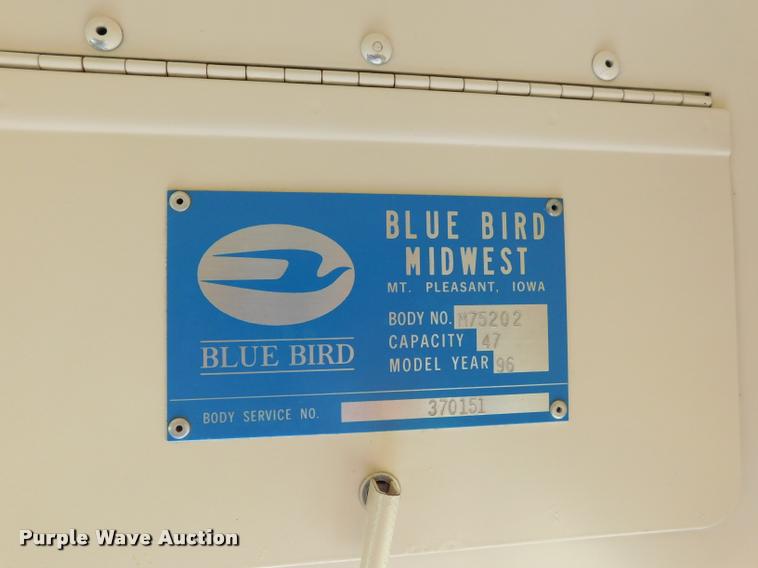 BLUE BIRD
MIDWEST
MT. PLEASANT, IOWA
BODY NO. M75202
CAPACITY 47
MODEL YEAR 96
BLUE BIRD
BODY SERVICE NO. 370151
Purple Wave Auction